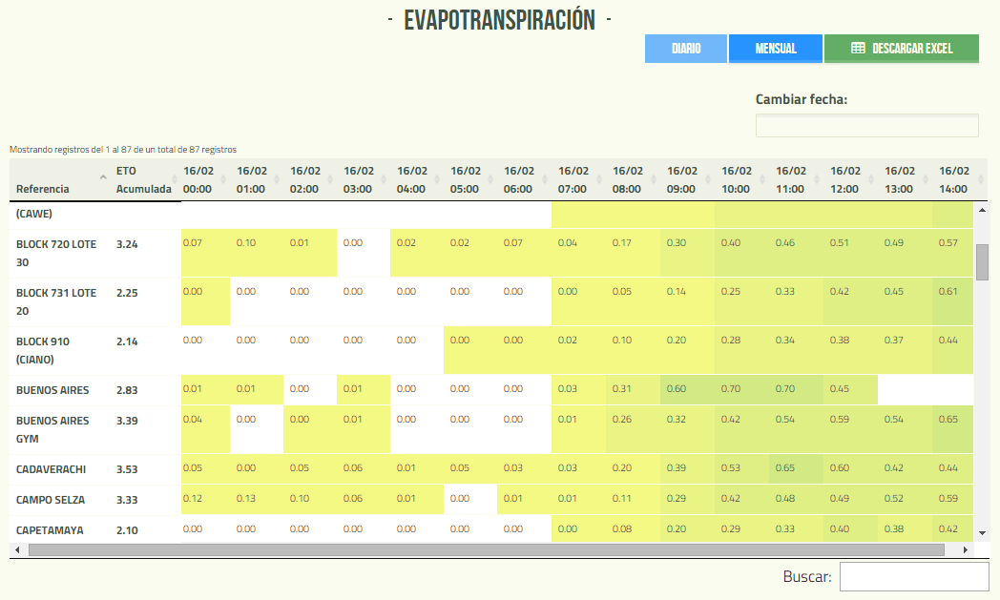 - EVAPOTRANSPIRACIÓN -
DIARIO MENSUAL DESCARGAR EXCEL
Cambiar fecha:
Mostrando registros del 1 al 87 de un total de 87 registros
Referencia ETO Acumulada 16/02 00:00 16/02 01:00 16/02 02:00 16/02 03:00 16/02 04:00 16/02 05:00 16/02 06:00 16/02 07:00 16/02 08:00 16/02 09:00 16/02 10:00 16/02 11:00 16/02 12:00 16/02 13:00 16/02 14:00
(CAWE)
BLOCK 720 LOTE 30 3.24 0.07 0.10 0.01 0.00 0.02 0.02 0.07 0.04 0.17 0.30 0.40 0.46 0.51 0.49 0.57
BLOCK 731 LOTE 20 2.25 0.00 0.00 0.00 0.00 0.00 0.00 0.00 0.00 0.05 0.14 0.25 0.33 0.42 0.45 0.61
BLOCK 910 (CIANO) 2.14 0.00 0.00 0.00 0.00 0.00 0.00 0.00 0.02 0.10 0.20 0.28 0.34 0.38 0.37 0.44
BUENOS AIRES 2.83 0.01 0.01 0.00 0.01 0.00 0.00 0.00 0.03 0.31 0.60 0.70 0.70 0.45
BUENOS AIRES GYM 3.39 0.04 0.00 0.00 0.01 0.00 0.00 0.00 0.01 0.26 0.32 0.42 0.54 0.59 0.54 0.65
CADAVERACHI 3.53 0.05 0.00 0.05 0.06 0.01 0.05 0.03 0.03 0.20 0.39 0.53 0.65 0.60 0.42 0.44
CAMPO SELZA 3.33 0.12 0.13 0.10 0.06 0.01 0.00 0.01 0.01 0.11 0.29 0.42 0.48 0.49 0.52 0.59
CAPETAMAYA 2.10 0.00 0.00 0.00 0.00 0.00 0.00 0.00 0.00 0.08 0.20 0.29 0.33 0.40 0.38 0.42
Buscar: